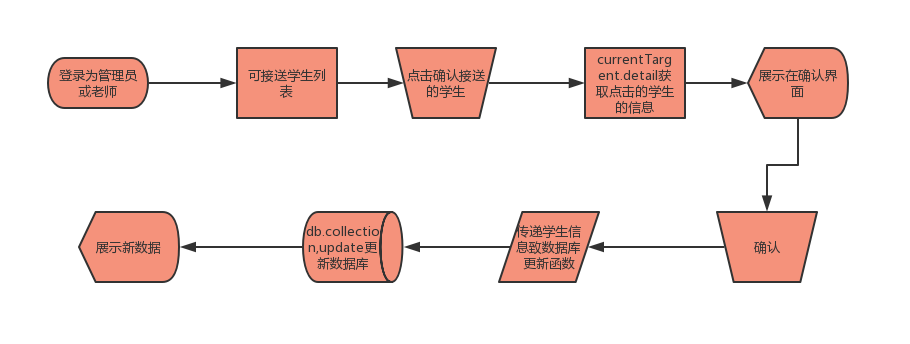 登录为管理员
或老师
可接送学生列
表
点击确认接送
的学生
currentTarg
ent.detail获
取点击的学生
的信息
展示在确认界
面
展示新数据
db.collectio
n,update更
新数据库
传递学生信
息致数据库
更新函数
确认